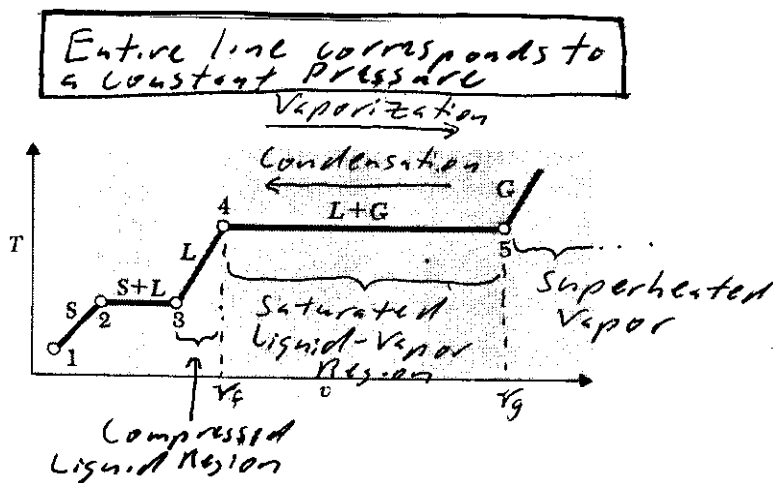 Entire line corresponds to
a constant Pressure
Vaporization
Condensation
G
4
L+G
T
L
5
S+L
S
2
3
1
Saturated
Liquid-Vapor
Region
Superheated
Vapor
vf
v
vg
Compressed
Liquid Region